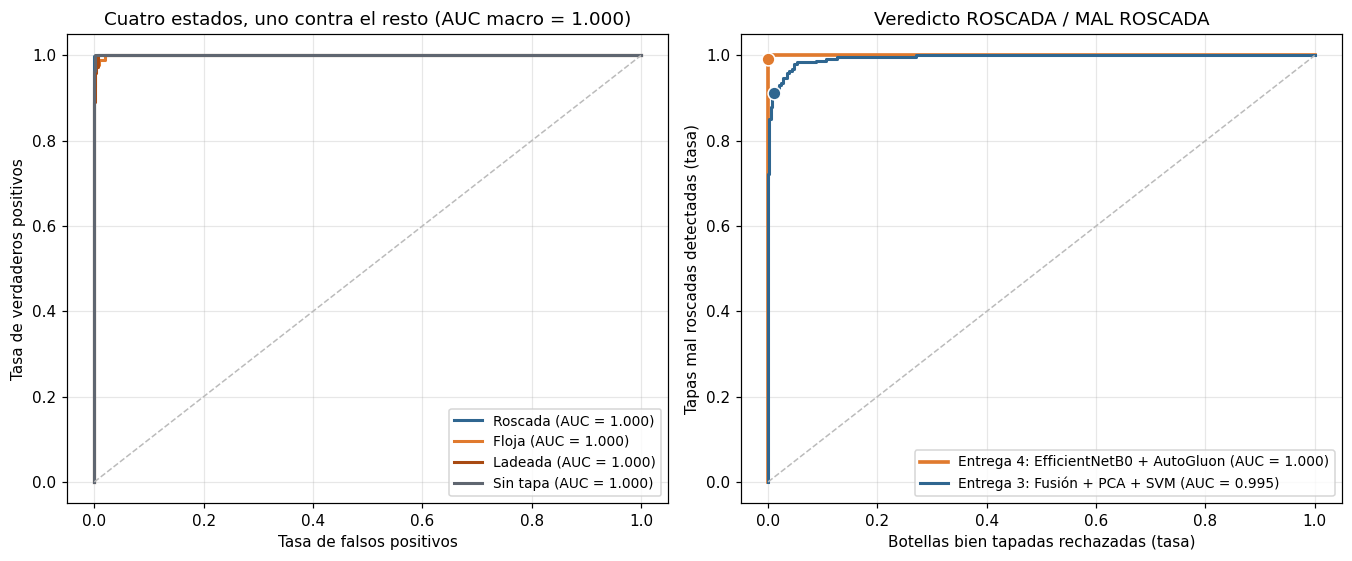 Cuatro estados, uno contra el resto (AUC macro = 1.000)
Tasa de verdaderos positivos
1.0
0.8
0.6
0.4
0.2
0.0
Roscada (AUC = 1.000)
Floja (AUC = 1.000)
Ladeada (AUC = 1.000)
Sin tapa (AUC = 1.000)
0.0 0.2 0.4 0.6 0.8 1.0
Tasa de falsos positivos
Veredicto ROSCADA / MAL ROSCADA
Tapas mal roscadas detectadas (tasa)
1.0
0.8
0.6
0.4
0.2
0.0
Entrega 4: EfficientNetB0 + AutoGluon (AUC = 1.000)
Entrega 3: Fusión + PCA + SVM (AUC = 0.995)
0.0 0.2 0.4 0.6 0.8 1.0
Botellas bien tapadas rechazadas (tasa)